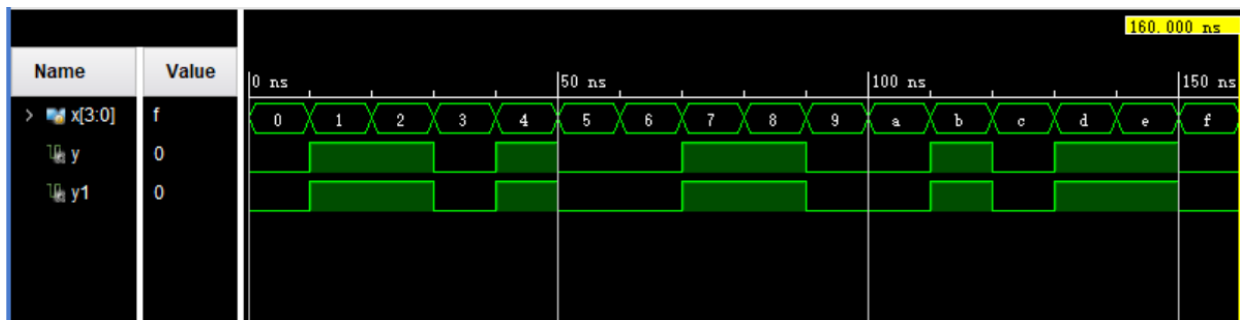 160.000 ns
Name Value
0 ns 50 ns 100 ns 150 ns
> x[3:0] f 0 1 2 3 4 5 6 7 8 9 a b c d e f
y 0
y1 0